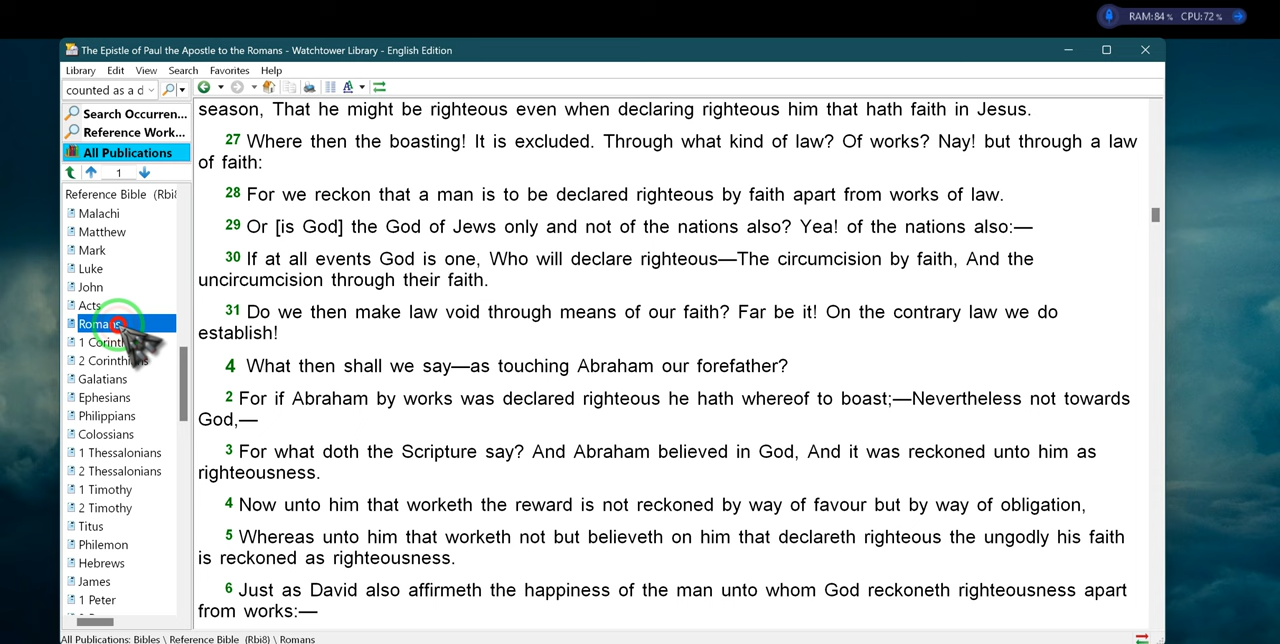 RAM:84% CPU:72%
The Epistle of Paul the Apostle to the Romans - Watchtower Library - English Edition
Library Edit View Search Favorites Help
counted as a d
Search Occurren...
Reference Work...
All Publications
1
Reference Bible (Rbi8
Malachi
Matthew
Mark
Luke
John
Acts
Romans
1 Corinth
2 Corinthians
Galatians
Ephesians
Philippians
Colossians
1 Thessalonians
2 Thessalonians
1 Timothy
2 Timothy
Titus
Philemon
Hebrews
James
1 Peter
season, That he might be righteous even when declaring righteous him that hath faith in Jesus.
27 Where then the boasting! It is excluded. Through what kind of law? Of works? Nay! but through a law
of faith:
28 For we reckon that a man is to be declared righteous by faith apart from works of law.
29 Or [is God] the God of Jews only and not of the nations also? Yea! of the nations also:—
30 If at all events God is one, Who will declare righteous—The circumcision by faith, And the
uncircumcision through their faith.
31 Do we then make law void through means of our faith? Far be it! On the contrary law we do
establish!
4 What then shall we say—as touching Abraham our forefather?
2 For if Abraham by works was declared righteous he hath whereof to boast;—Nevertheless not towards
God,—
3 For what doth the Scripture say? And Abraham believed in God, And it was reckoned unto him as
righteousness.
4 Now unto him that worketh the reward is not reckoned by way of favour but by way of obligation,
5 Whereas unto him that worketh not but believeth on him that declareth righteous the ungodly his faith
is reckoned as righteousness.
6 Just as David also affirmeth the happiness of the man unto whom God reckoneth righteousness apart
from works:—
All Publications: Bibles \ Reference Bible (Rbi8) \ Romans